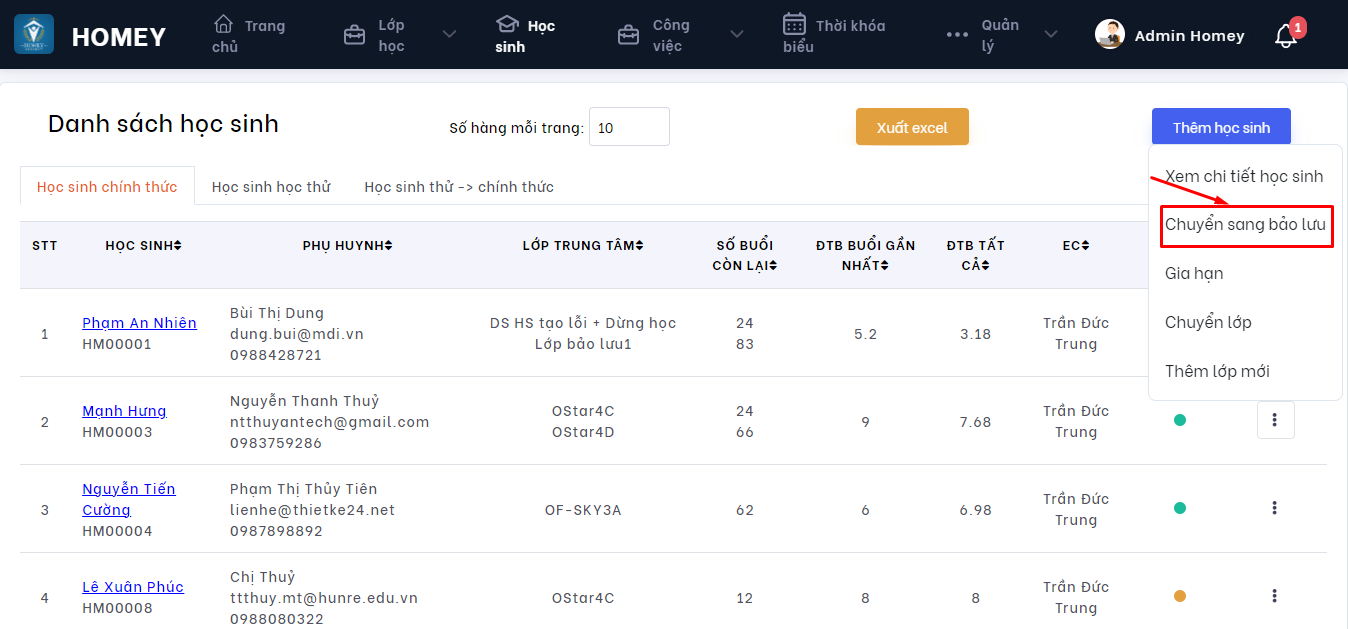 HOMEY
Trang chủ
Lớp học
Học sinh
Công việc
Thời khóa biểu
Quản lý
Admin Homey
1
Danh sách học sinh
Số hàng mỗi trang: 10
Xuất excel
Thêm học sinh
Học sinh chính thức
Học sinh học thử
Học sinh thử -> chính thức
Xem chi tiết học sinh
Chuyển sang bảo lưu
Gia hạn
Chuyển lớp
Thêm lớp mới
STT
HỌC SINH
PHỤ HUYNH
LỚP TRUNG TÂM
SỐ BUỔI
CÒN LẠI
ĐTB BUỔI GẦN
NHẤT
ĐTB TẤT
CẢ
EC
1
Phạm An Nhiên
HM00001
Bùi Thị Dung
dung.bui@mdi.vn
0988428721
DS HS tạo lỗi + Dừng học
Lớp bảo lưu1
24
83
5.2
3.18
Trần Đức
Trung
2
Mạnh Hưng
HM00003
Nguyễn Thanh Thuỷ
ntthuyantech@gmail.com
0983759286
OStar4C
OStar4D
24
66
9
7.68
Trần Đức
Trung
3
Nguyễn Tiến
Cường
HM00004
Phạm Thị Thủy Tiên
lienhe@thietke24.net
0987898892
OF-SKY3A
62
6
6.98
Trần Đức
Trung
4
Lê Xuân Phúc
HM00008
Chị Thuỷ
ttthuy.mt@hunre.edu.vn
0988080322
OStar4C
12
8
8
Trần Đức
Trung